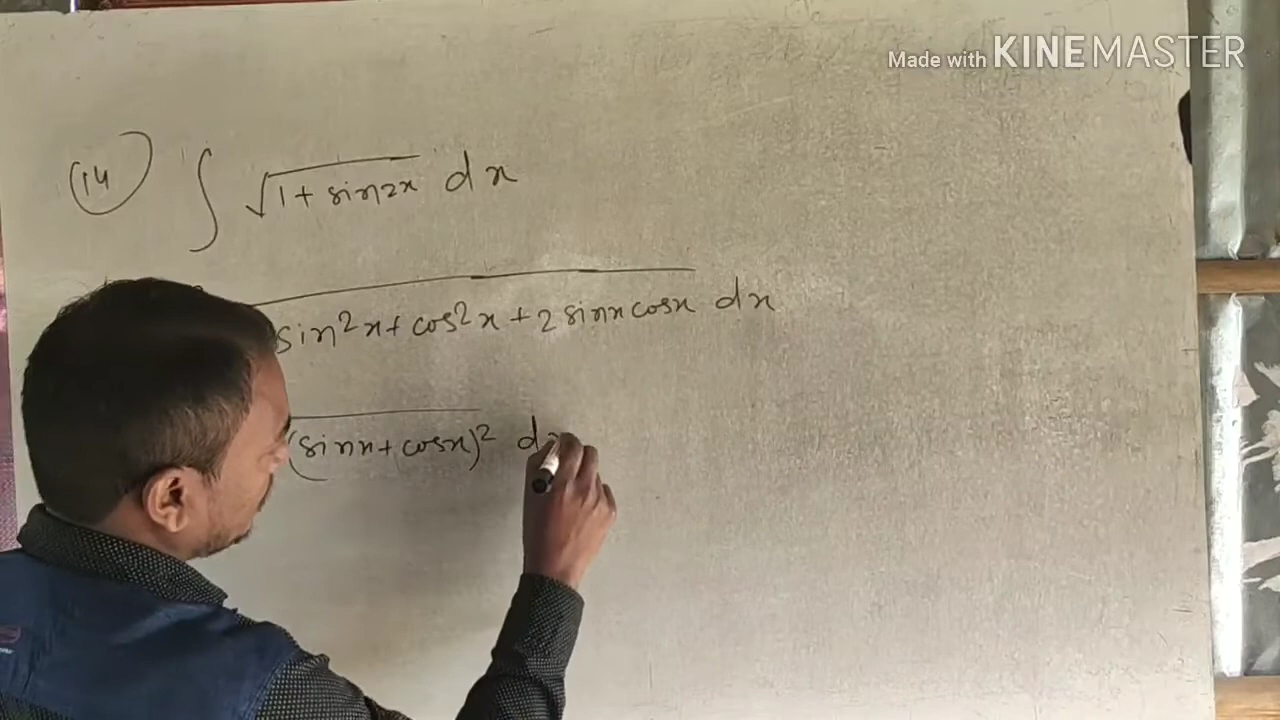 Made with KINEMASTER
(14) ∫ √1 + sin2x dx
sin²x + cos²x + 2 sinx cosx dx
(sinx + cosx)² dx